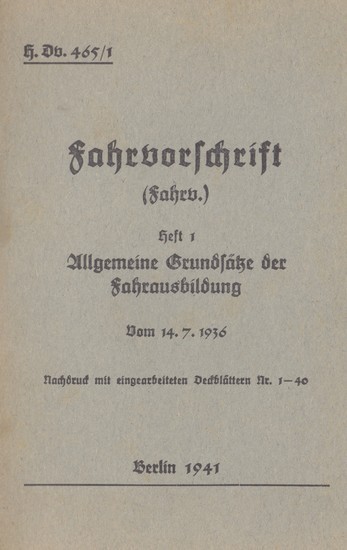 H. Dv. 465/1
Fahrvorschrift
(Fahrv.)
Heft 1
Allgemeine Grundsätze der
Fahrausbildung
Vom 14. 7. 1936
Nachdruck mit eingearbeiteten Deckblättern Nr. 1—40
Berlin 1941